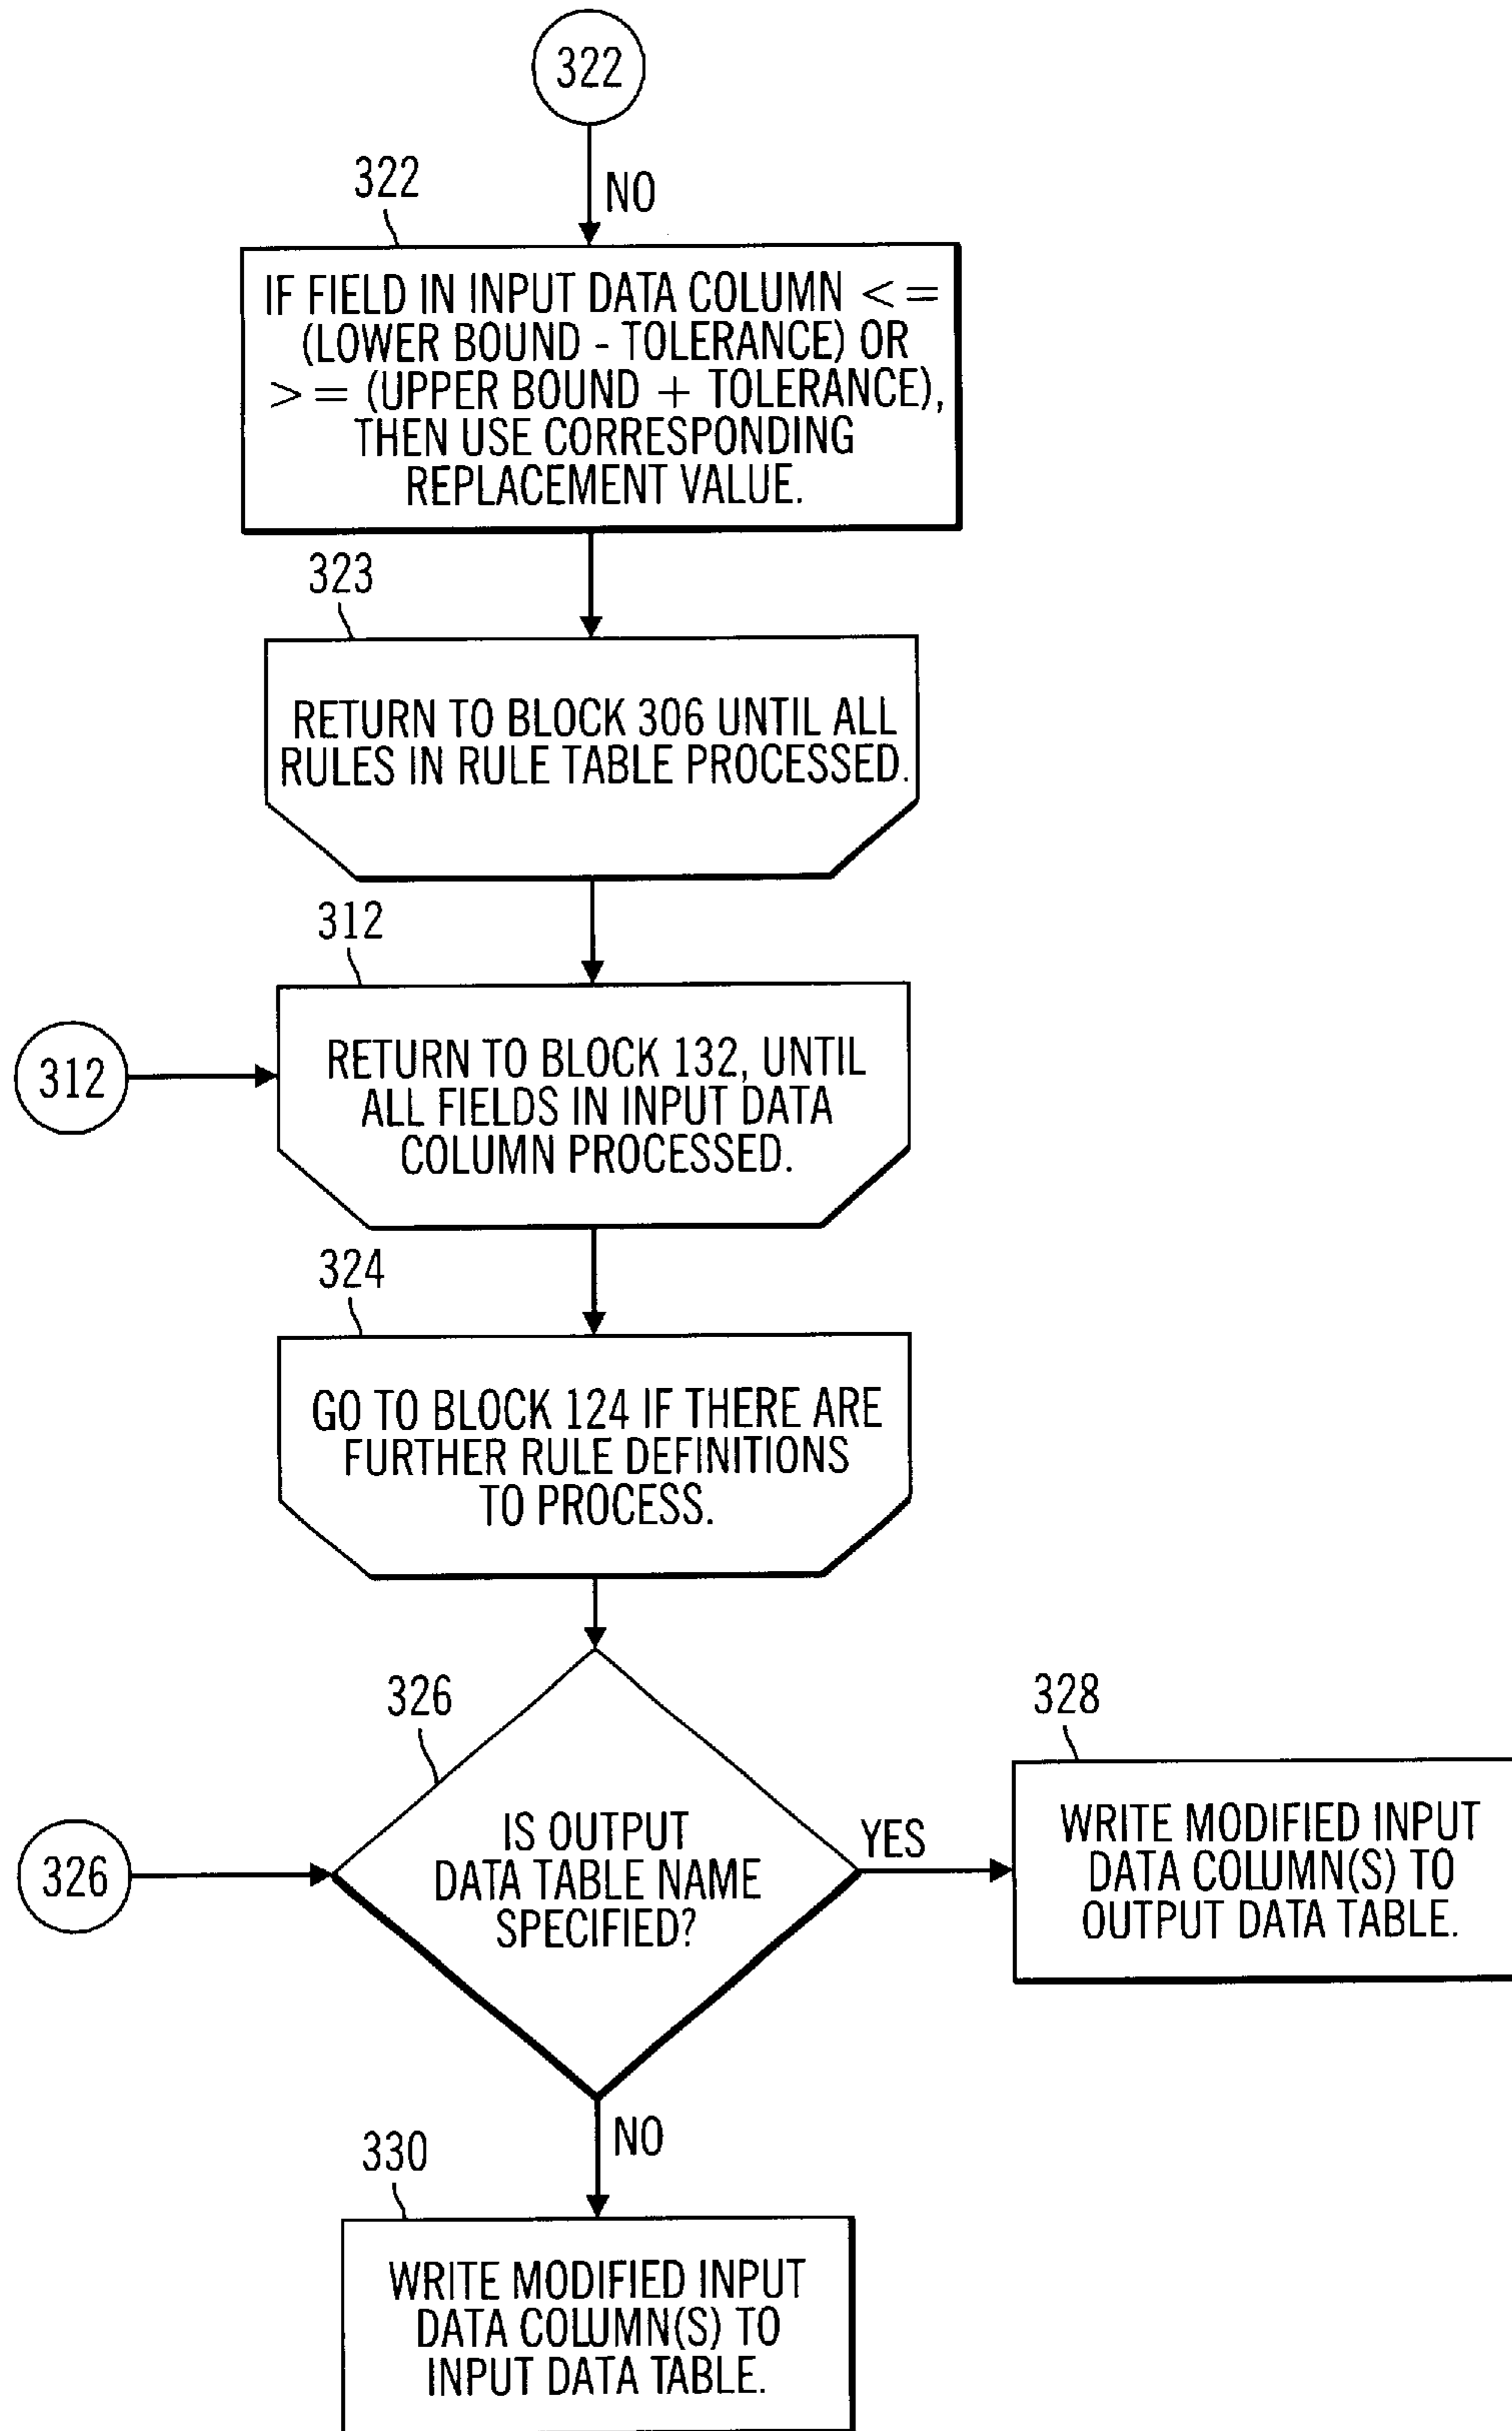 322
NO
322
IF FIELD IN INPUT DATA COLUMN <=
(LOWER BOUND - TOLERANCE) OR
>= (UPPER BOUND + TOLERANCE),
THEN USE CORRESPONDING
REPLACEMENT VALUE.
323
RETURN TO BLOCK 306 UNTIL ALL
RULES IN RULE TABLE PROCESSED.
312
312
RETURN TO BLOCK 132, UNTIL
ALL FIELDS IN INPUT DATA
COLUMN PROCESSED.
324
GO TO BLOCK 124 IF THERE ARE
FURTHER RULE DEFINITIONS
TO PROCESS.
326
326
IS OUTPUT
DATA TABLE NAME
SPECIFIED?
YES
328
WRITE MODIFIED INPUT
DATA COLUMN(S) TO
OUTPUT DATA TABLE.
NO
330
WRITE MODIFIED INPUT
DATA COLUMN(S) TO
INPUT DATA TABLE.